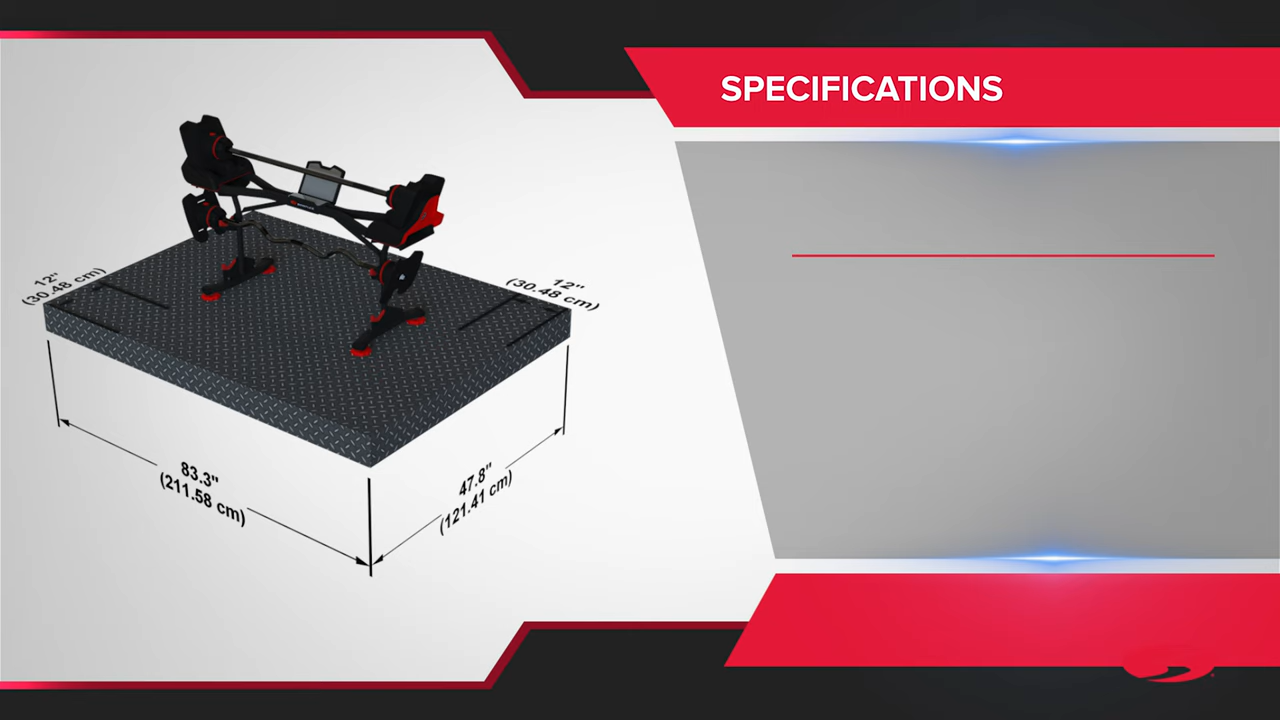 SPECIFICATIONS
12"
(30.48 cm)
12"
(30.48 cm)
83.3"
(211.58 cm)
47.8"
(121.41 cm)